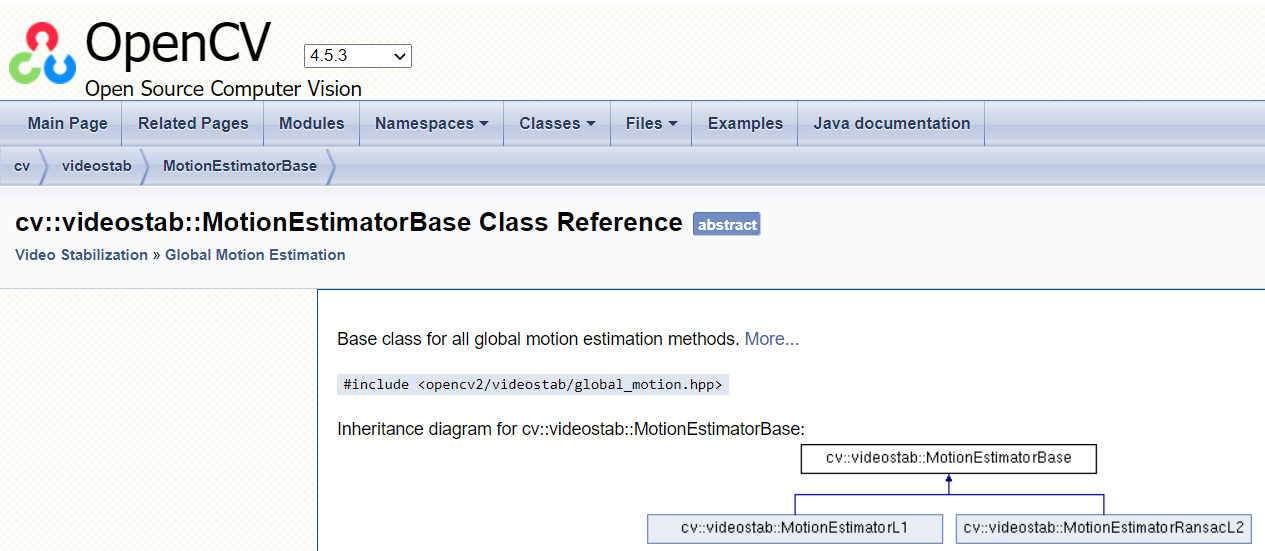 OpenCV 4.5.3
Open Source Computer Vision
Main Page Related Pages Modules Namespaces Classes Files Examples Java documentation
cv videostab MotionEstimatorBase
cv::videostab::MotionEstimatorBase Class Reference abstract
Video Stabilization » Global Motion Estimation
Base class for all global motion estimation methods. More...
#include <opencv2/videostab/global_motion.hpp>
Inheritance diagram for cv::videostab::MotionEstimatorBase:
cv::videostab::MotionEstimatorBase
cv::videostab::MotionEstimatorL1 cv::videostab::MotionEstimatorRansacL2